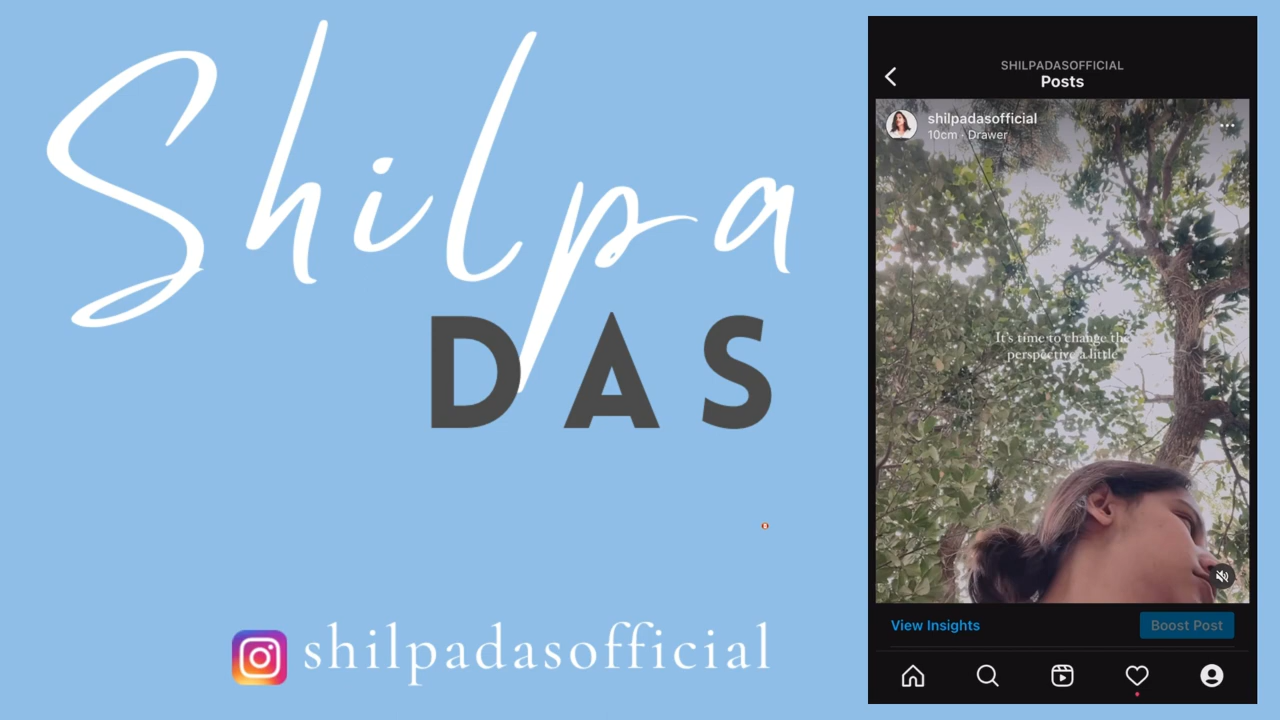 Shilpa
DAS
shilpadasofficial
SHILPADASOFFICIAL
Posts
shilpadasofficial
10cm · Drawer
It's time to change the
perspective a little
View Insights
Boost Post